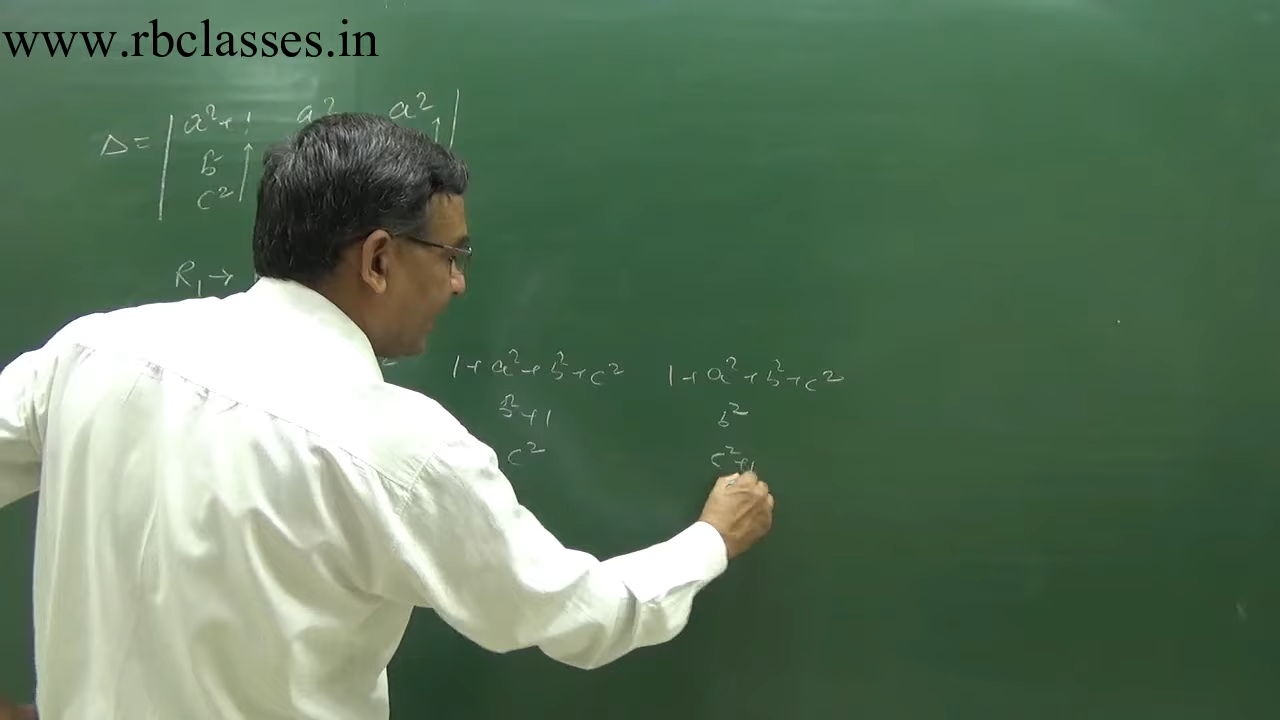 www.rbclasses.in
a²+1 a² a²
Δ = b²
c²
R₁ →
1+a²+b²+c² 1+a²+b²+c²
b²+1 b²
c² c²+1